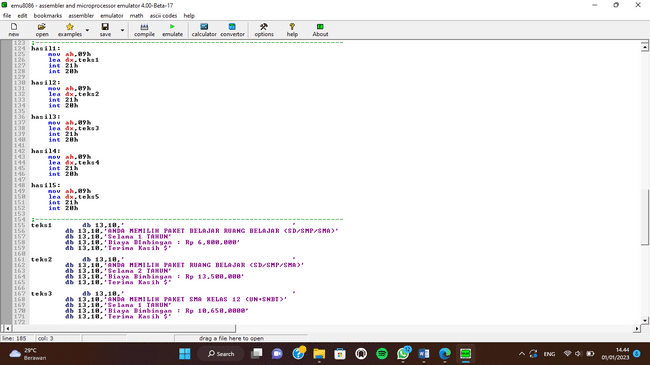 emu8086 - assembler and microprocessor emulator 4.00-Beta-17
file edit bookmarks assembler emulator math ascii codes help
new open examples save compile emulate calculator convertor options help About
123 ;
124 hasil1:
125 mov ah,09h
126 lea dx,teks1
127 int 21h
128 int 20h
129
130 hasil2:
131 mov ah,09h
132 lea dx,teks2
133 int 21h
134 int 20h
135
136 hasil3:
137 mov ah,09h
138 lea dx,teks3
139 int 21h
140 int 20h
141
142 hasil4:
143 mov ah,09h
144 lea dx,teks4
145 int 21h
146 int 20h
147
148 hasil5:
149 mov ah,09h
150 lea dx,teks5
151 int 21h
152 int 20h
153
154 ;
155 teks1 db 13,10,' '
156 db 13,10,'ANDA MEMILIH PAKET BELAJAR RUANG BELAJAR (SD/SMP/SMA)'
157 db 13,10,'Selama 1 TAHUN'
158 db 13,10,'Biaya Bimbingan : Rp 6,800,000'
159 db 13,10,'Terima Kasih $'
160
161 teks2 db 13,10,' '
162 db 13,10,'ANDA MEMILIH PAKET RUANG BELAJAR (SD/SMP/SMA)'
163 db 13,10,'Selama 2 TAHUN'
164 db 13,10,'Biaya Bimbingan : Rp 13,500,000'
165 db 13,10,'Terima Kasih $'
166
167 teks3 db 13,10,' '
168 db 13,10,'ANDA MEMILIH PAKET SMA KELAS 12 (UN+SNBT)'
169 db 13,10,'Selama 1 TAHUN'
170 db 13,10,'Biaya Bimbingan : Rp 10,650,0000'
171 db 13,10,'Terima Kasih $'
172
line: 185 col: 3 drag a file here to open
29°C
Berawan
Search
ENG
14.44
01/01/2023